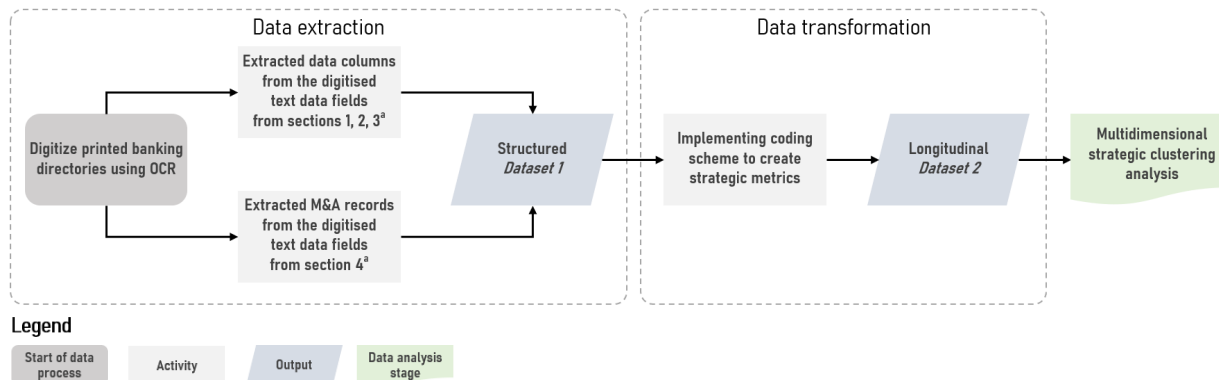 Data extraction
Data transformation
Digitize printed banking
directories using OCR
Extracted data columns
from the digitised
text data fields
from sections 1, 2, 3ª
Extracted M&A records
from the digitised
text data fields
from section 4ª
Structured
Dataset 1
Implementing coding
scheme to create
strategic metrics
Longitudinal
Dataset 2
Multidimensional
strategic clustering
analysis
Legend
Start of data
process
Activity
Output
Data analysis
stage